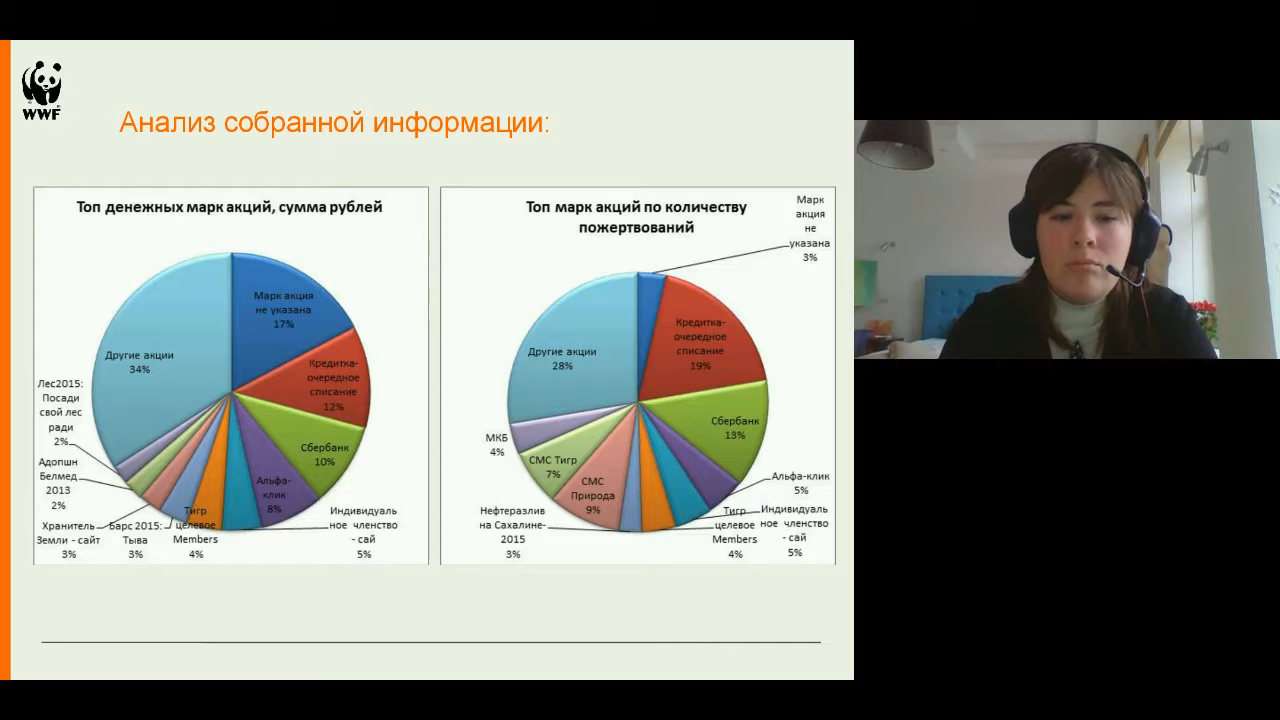 WWF
Анализ собранной информации:
Топ денежных марк акций, сумма рублей
Марк акция
не указана
17%
Кредитка-
очередное
списание
12%
Сбербанк
10%
Альфа-
клик
8%
Индивидуаль
ное членство
- сай
5%
Тигр
целевое
Members
4%
Барс 2015:
Тыва
3%
Хранитель
Земли - сайт
3%
Адопшн
Белмед
2013
2%
Лес2015:
Посади
свой лес
ради
2%
Другие акции
34%
Топ марк акций по количеству
пожертвований
Марк
акция
не
указана
3%
Кредитка-
очередное
списание
19%
Сбербанк
13%
Альфа-клик
5%
Индивидуаль
ное членство
- сай
5%
Тигр
целевое
Members
4%
Нефтеразлив
на Сахалине-
2015
3%
СМС
Природа
9%
СМС Тигр
7%
МКБ
4%
Другие акции
28%